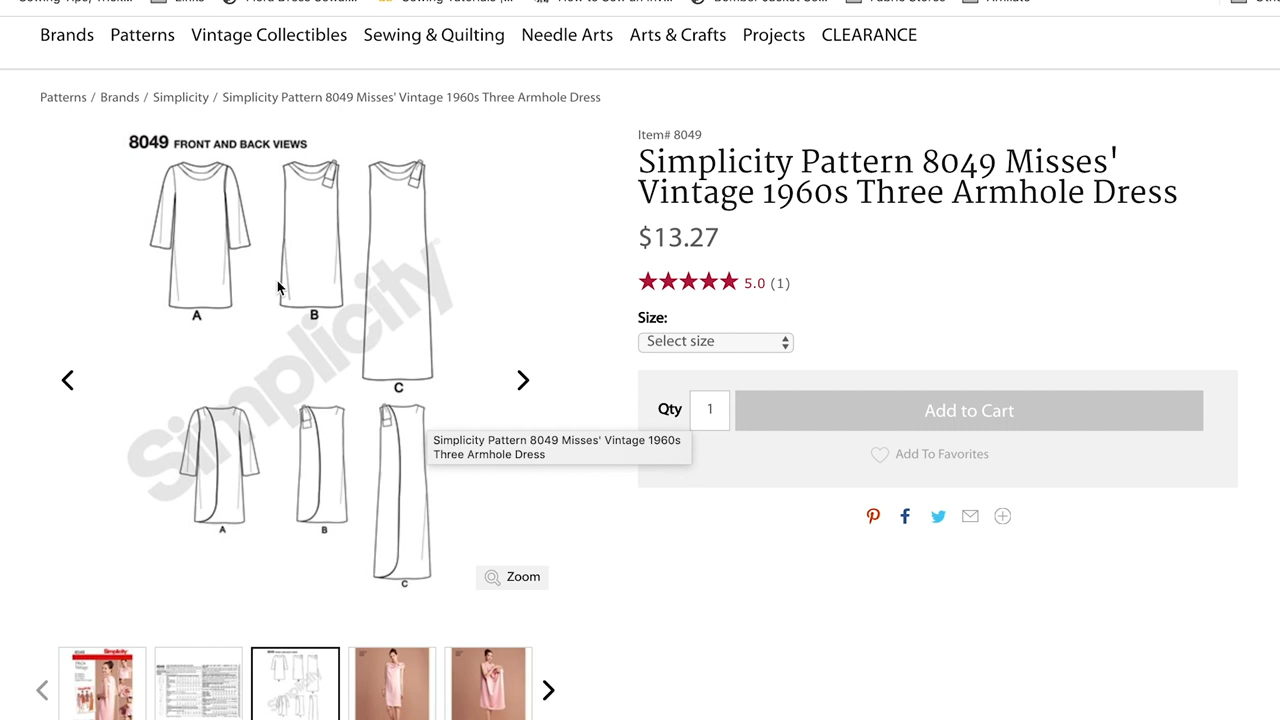 Brands Patterns Vintage Collectibles Sewing & Quilting Needle Arts Arts & Crafts Projects CLEARANCE
Patterns / Brands / Simplicity / Simplicity Pattern 8049 Misses' Vintage 1960s Three Armhole Dress
8049 FRONT AND BACK VIEWS
A
B
C
A
B
C
Simplicity
Zoom
Item# 8049
Simplicity Pattern 8049 Misses'
Vintage 1960s Three Armhole Dress
$13.27
5.0 (1)
Size:
Select size
Qty 1 Add to Cart
Simplicity Pattern 8049 Misses' Vintage 1960s
Three Armhole Dress
Add To Favorites
Simplicity